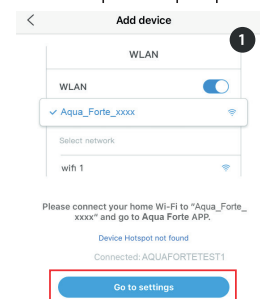 Add device
1
WLAN
WLAN
Aqua_Forte_xxxx
Select network
wifi 1
Please connect your home Wi-Fi to "Aqua_Forte_
xxxx" and go to Aqua Forte APP.
Device Hotspot not found
Connected: AQUAFORTETEST1
Go to settings